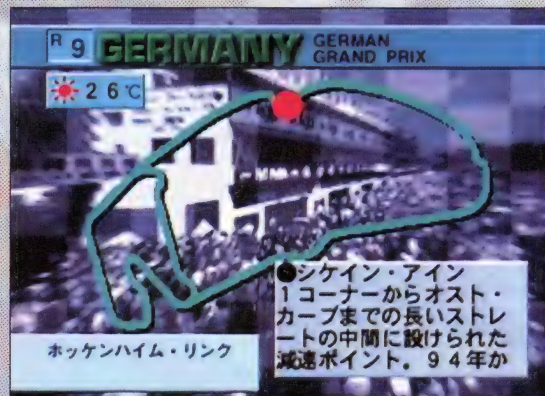 R 9 GERMANY GERMAN
GRAND PRIX
26℃
●シケイン・アイン
1コーナーからオスト・
カーブまでの長いストレ
ートの中間に設けられた
減速ポイント。94年か
ホッケンハイム・リンク